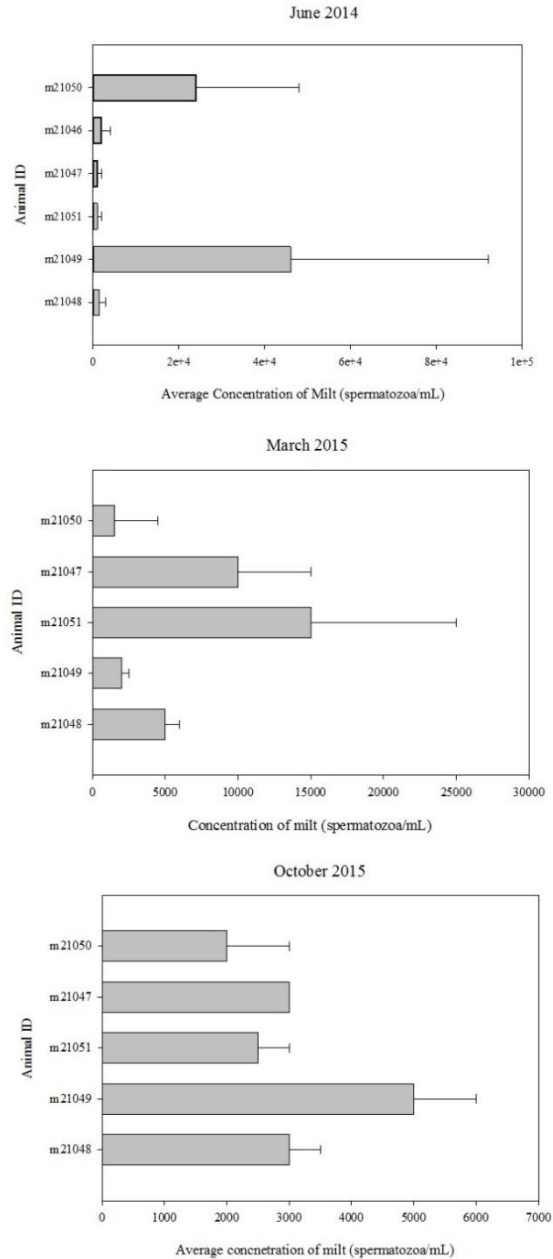 June 2014
m21050
m21046
m21047
m21051
m21049
m21048
Animal ID
0 2e+4 4e+4 6e+4 8e+4 1e+5
Average Concentration of Milt (spermatozoa/mL)
March 2015
m21050
m21047
m21051
m21049
m21048
Animal ID
0 5000 10000 15000 20000 25000 30000
Concentration of milt (spermatozoa/mL)
October 2015
m21050
m21047
m21051
m21049
m21048
Animal ID
0 1000 2000 3000 4000 5000 6000 7000
Average concnetration of milt (spermatozoa/mL)